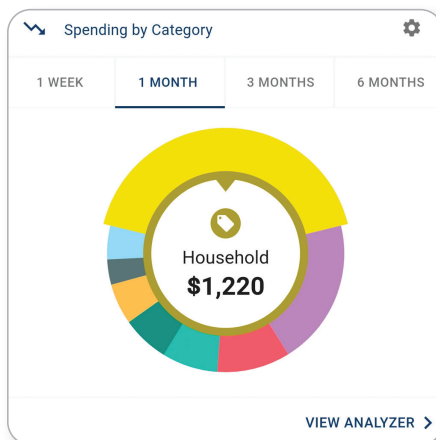 Spending by Category
1 WEEK
1 MONTH
3 MONTHS
6 MONTHS
Household
$1,220
VIEW ANALYZER